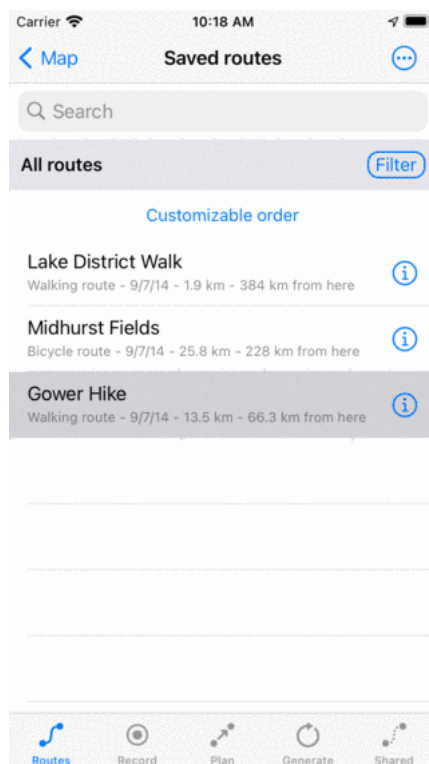 Carrier 10:18 AM
Map Saved routes
Search
All routes Filter
Customizable order
Lake District Walk
Walking route - 9/7/14 - 1.9 km - 384 km from here
Midhurst Fields
Bicycle route - 9/7/14 - 25.8 km - 228 km from here
Gower Hike
Walking route - 9/7/14 - 13.5 km - 66.3 km from here
Routes Record Plan Generate Shared